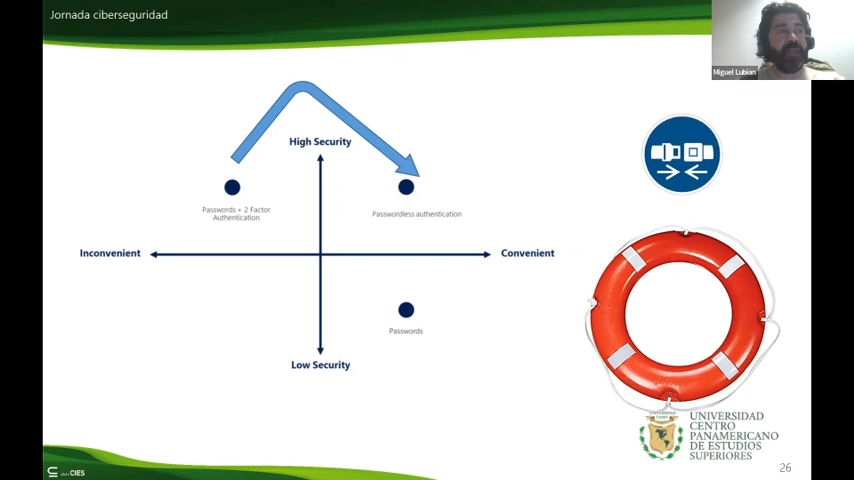 Jornada ciberseguridad
Miguel Lubian
High Security
Passwords + 2 Factor
Authentication
Passwordless authentication
Inconvenient
Convenient
Passwords
Low Security
UNIVERSIDAD
CENTRO
PANAMERICANO
DE ESTUDIOS
SUPERIORES
CIES
26